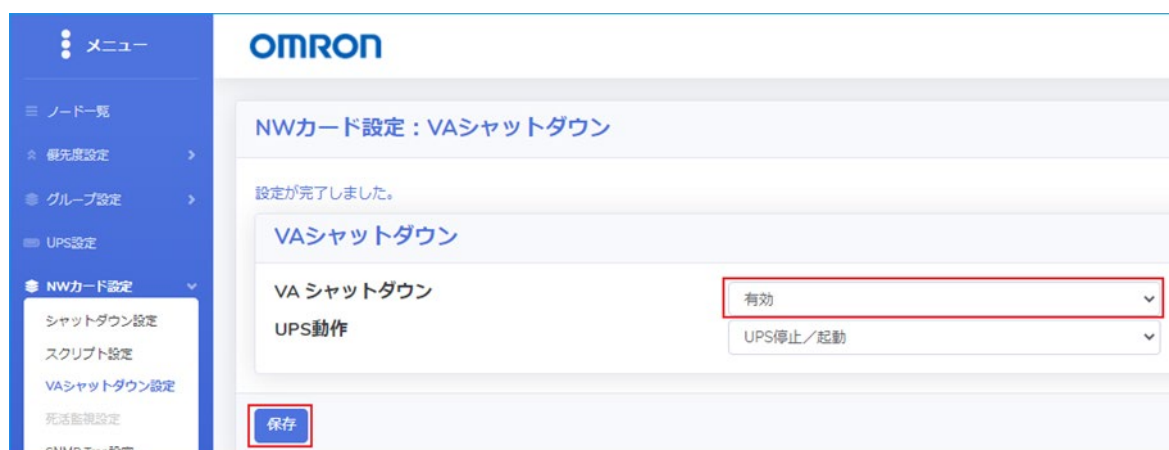 メニュー
OMRON
ノード一覧
優先度設定
グループ設定
UPS設定
NWカード設定
シャットダウン設定
スクリプト設定
VAシャットダウン設定
死活監視設定
NWカード設定：VAシャットダウン
設定が完了しました。
VAシャットダウン
VA シャットダウン
有効
UPS動作
UPS停止／起動
保存